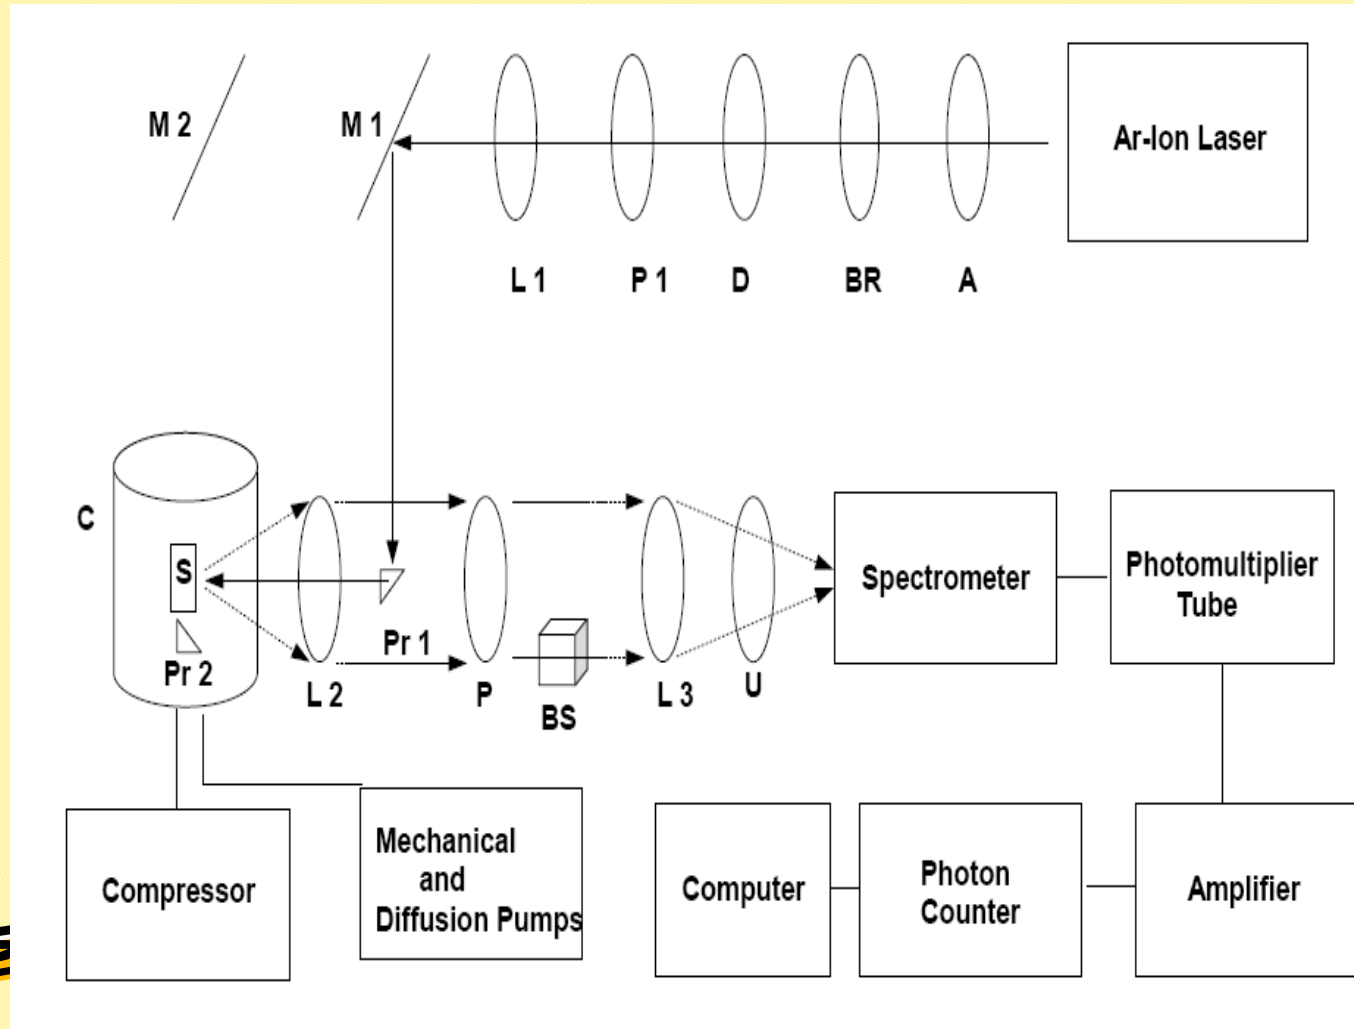 M 2
M 1
Ar-Ion Laser
L 1
P 1
D
BR
A
C
S
Pr 2
L 2
Pr 1
P
BS
L 3
U
Spectrometer
Photomultiplier
Tube
Compressor
Mechanical
and
Diffusion Pumps
Computer
Photon
Counter
Amplifier